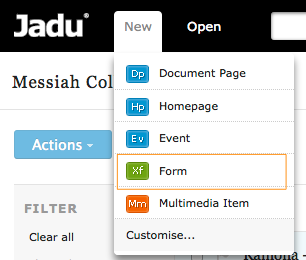 Jadu®
New
Open
Messiah Col
Dp Document Page
Hp Homepage
Ev Event
Xf Form
Mm Multimedia Item
Customise...
Actions
FILTER
Clear all